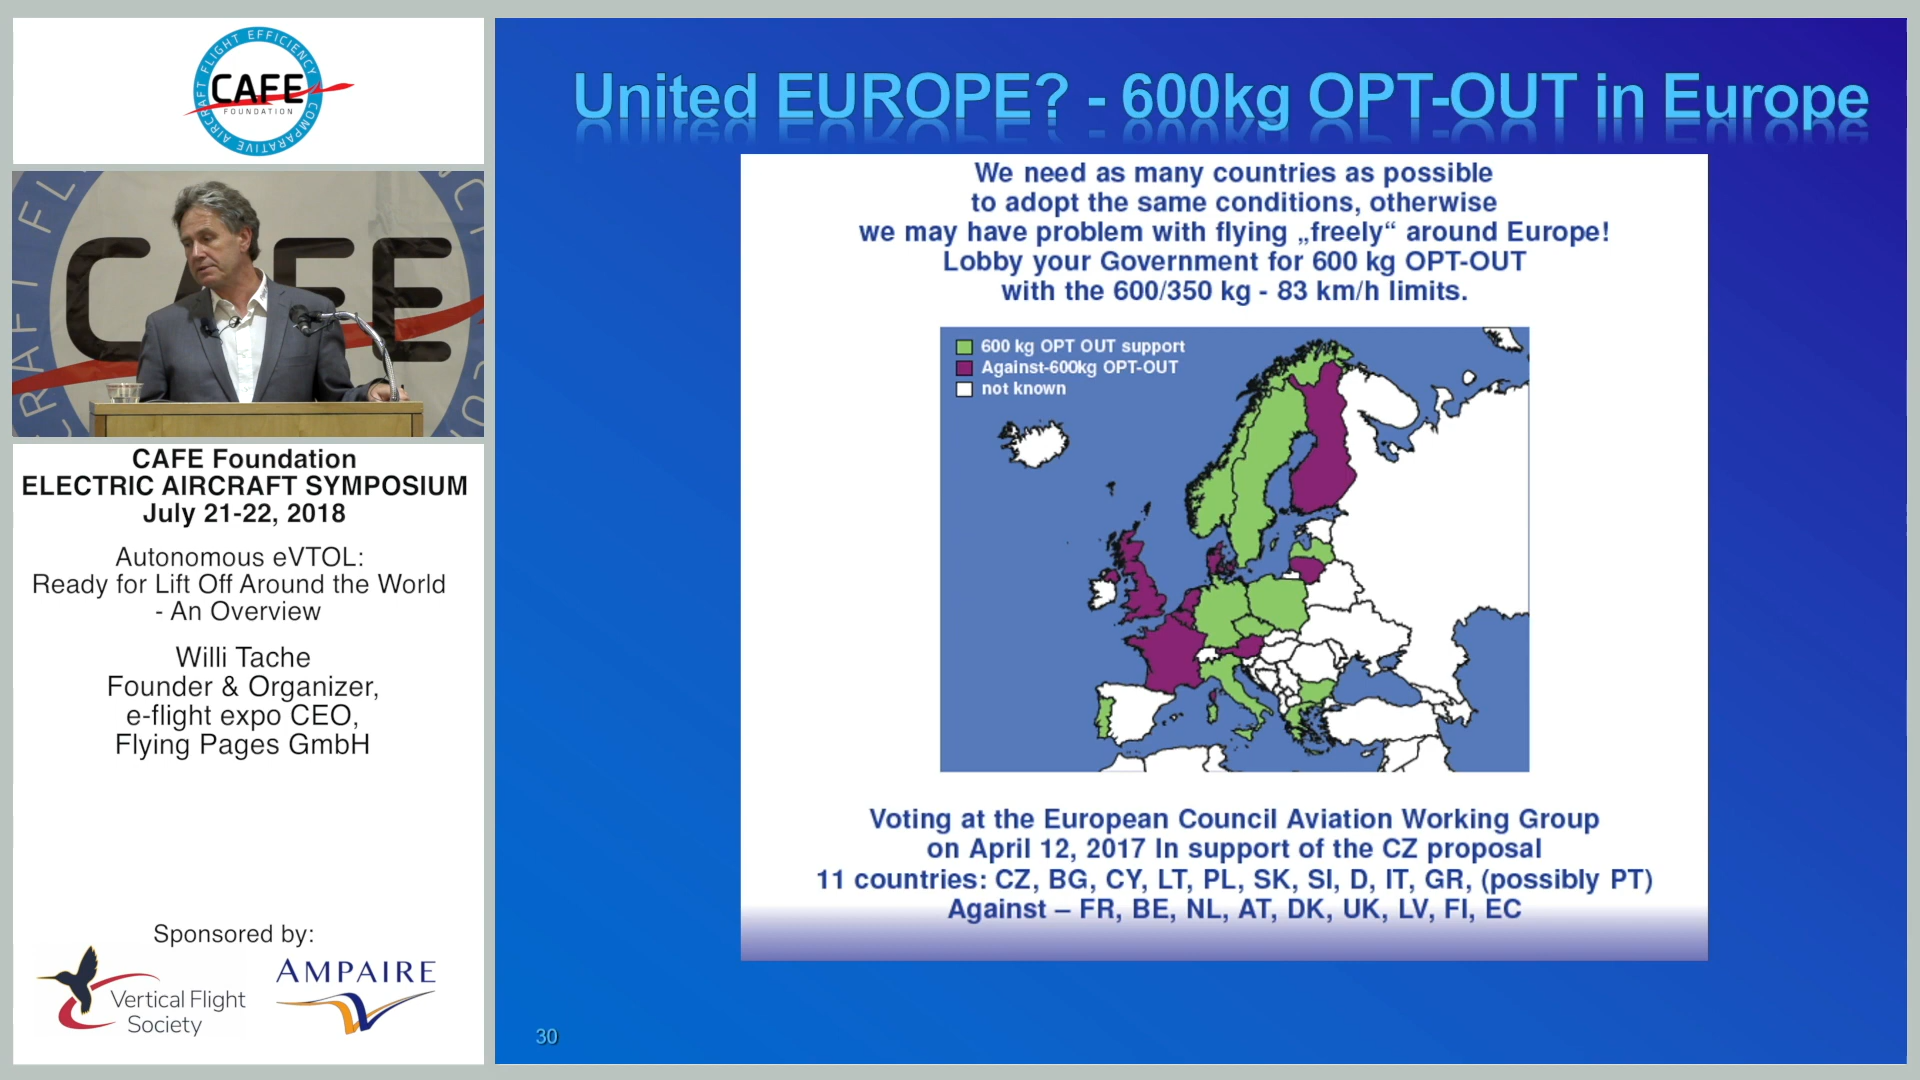 AIRCRAFT FLIGHT EFFICIENCY COMPARATIVE
CAFE
FOUNDATION
CAFE
CAFE Foundation
ELECTRIC AIRCRAFT SYMPOSIUM
July 21-22, 2018
Autonomous eVTOL:
Ready for Lift Off Around the World
- An Overview
Willi Tache
Founder & Organizer,
e-flight expo CEO,
Flying Pages GmbH
Sponsored by:
Vertical Flight
Society
AMPAIRE
United EUROPE? - 600kg OPT-OUT in Europe
We need as many countries as possible
to adopt the same conditions, otherwise
we may have problem with flying „freely“ around Europe!
Lobby your Government for 600 kg OPT-OUT
with the 600/350 kg - 83 km/h limits.
600 kg OPT OUT support
Against-600kg OPT-OUT
not known
Voting at the European Council Aviation Working Group
on April 12, 2017 In support of the CZ proposal
11 countries: CZ, BG, CY, LT, PL, SK, SI, D, IT, GR, (possibly PT)
Against – FR, BE, NL, AT, DK, UK, LV, FI, EC
30